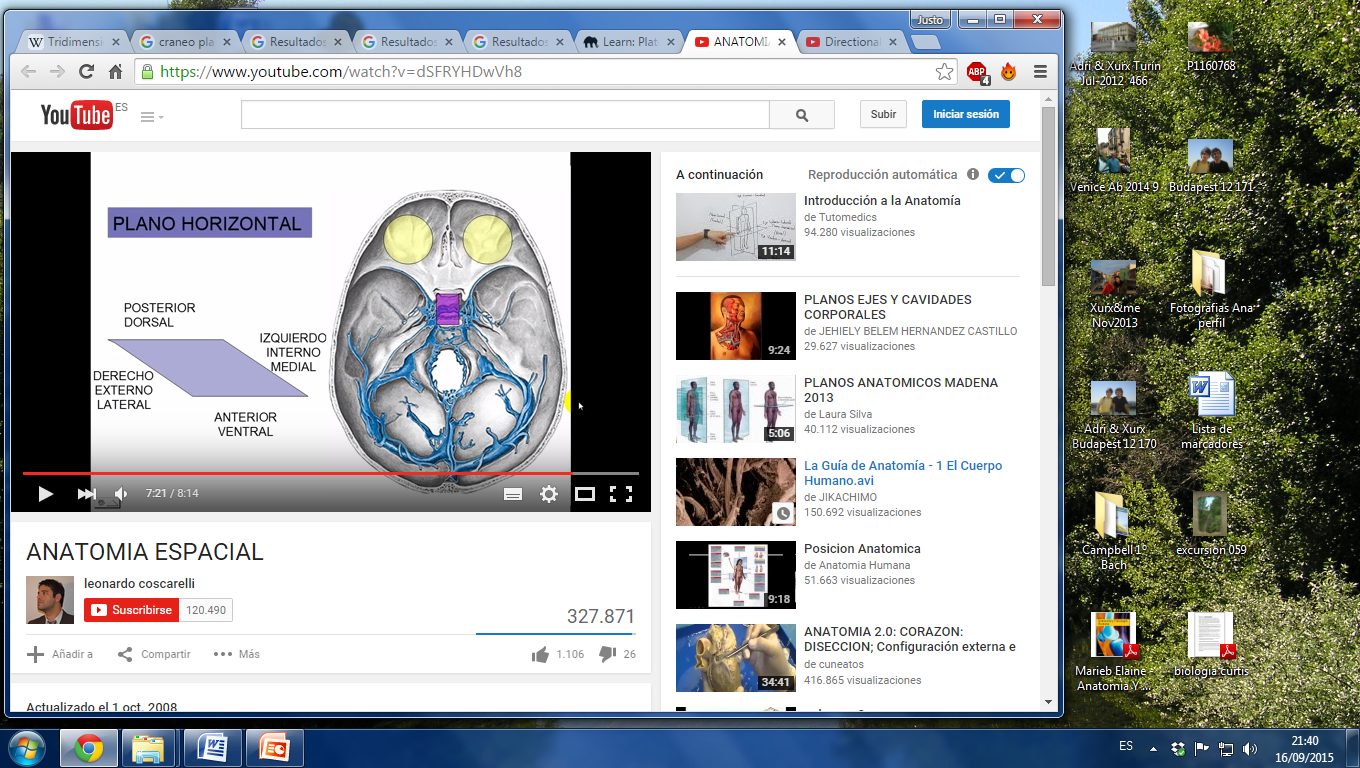 Justo
Tridimensi
craneo pla
Resultados
Resultados
Resultados
Learn: Plat
ANATOMI
Directional
https://www.youtube.com/watch?v=dSFRYHDwVh8
ABP
4
YouTube ES
Subir
Iniciar sesión
PLANO HORIZONTAL
POSTERIOR
DORSAL
IZQUIERDO
INTERNO
MEDIAL
DERECHO
EXTERNO
LATERAL
ANTERIOR
VENTRAL
7:21 / 8:14
ANATOMIA ESPACIAL
leonardo coscarelli
Suscribirse 120.490
327.871
Añadir a
Compartir
Más
1.106
26
Actualizado el 1 oct. 2008
A continuación
Reproducción automática
11:14
Introducción a la Anatomía
de Tutomedics
94.280 visualizaciones
9:24
PLANOS EJES Y CAVIDADES
CORPORALES
de JEHIELY BELEM HERNANDEZ CASTILLO
29.627 visualizaciones
5:06
PLANOS ANATOMICOS MADENA
2013
de Laura Silva
40.112 visualizaciones
La Guía de Anatomía - 1 El Cuerpo
Humano.avi
de JIKACHIMO
150.692 visualizaciones
9:18
Posicion Anatomica
de Anatomia Humana
51.663 visualizaciones
34:41
ANATOMIA 2.0: CORAZON:
DISECCION; Configuración externa e
de cuneatos
416.865 visualizaciones
Adri & Xurx Turin
Jul-2012 466
P1160768
Venice Ab 2014 9
Budapest 12 171
Xurx&me
Nov2013
Fotografias Ana
perfil
Adri & Xurx
Budapest 12 170
Lista de
marcadores
Campbell 1º
Bach
excursion 059
Marieb Elaine -
Anatomia Y ...
biologia curtis
ES
21:40
16/09/2015